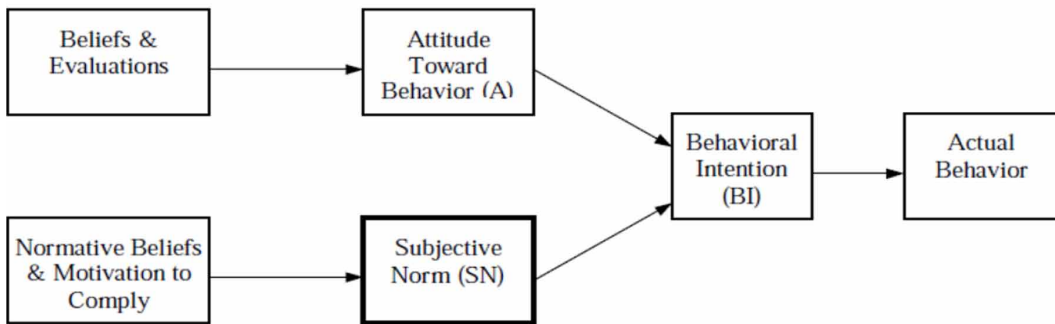 Beliefs &
Evaluations
Attitude
Toward
Behavior (A)
Behavioral
Intention
(BI)
Actual
Behavior
Normative Beliefs
& Motivation to
Comply
Subjective
Norm (SN)